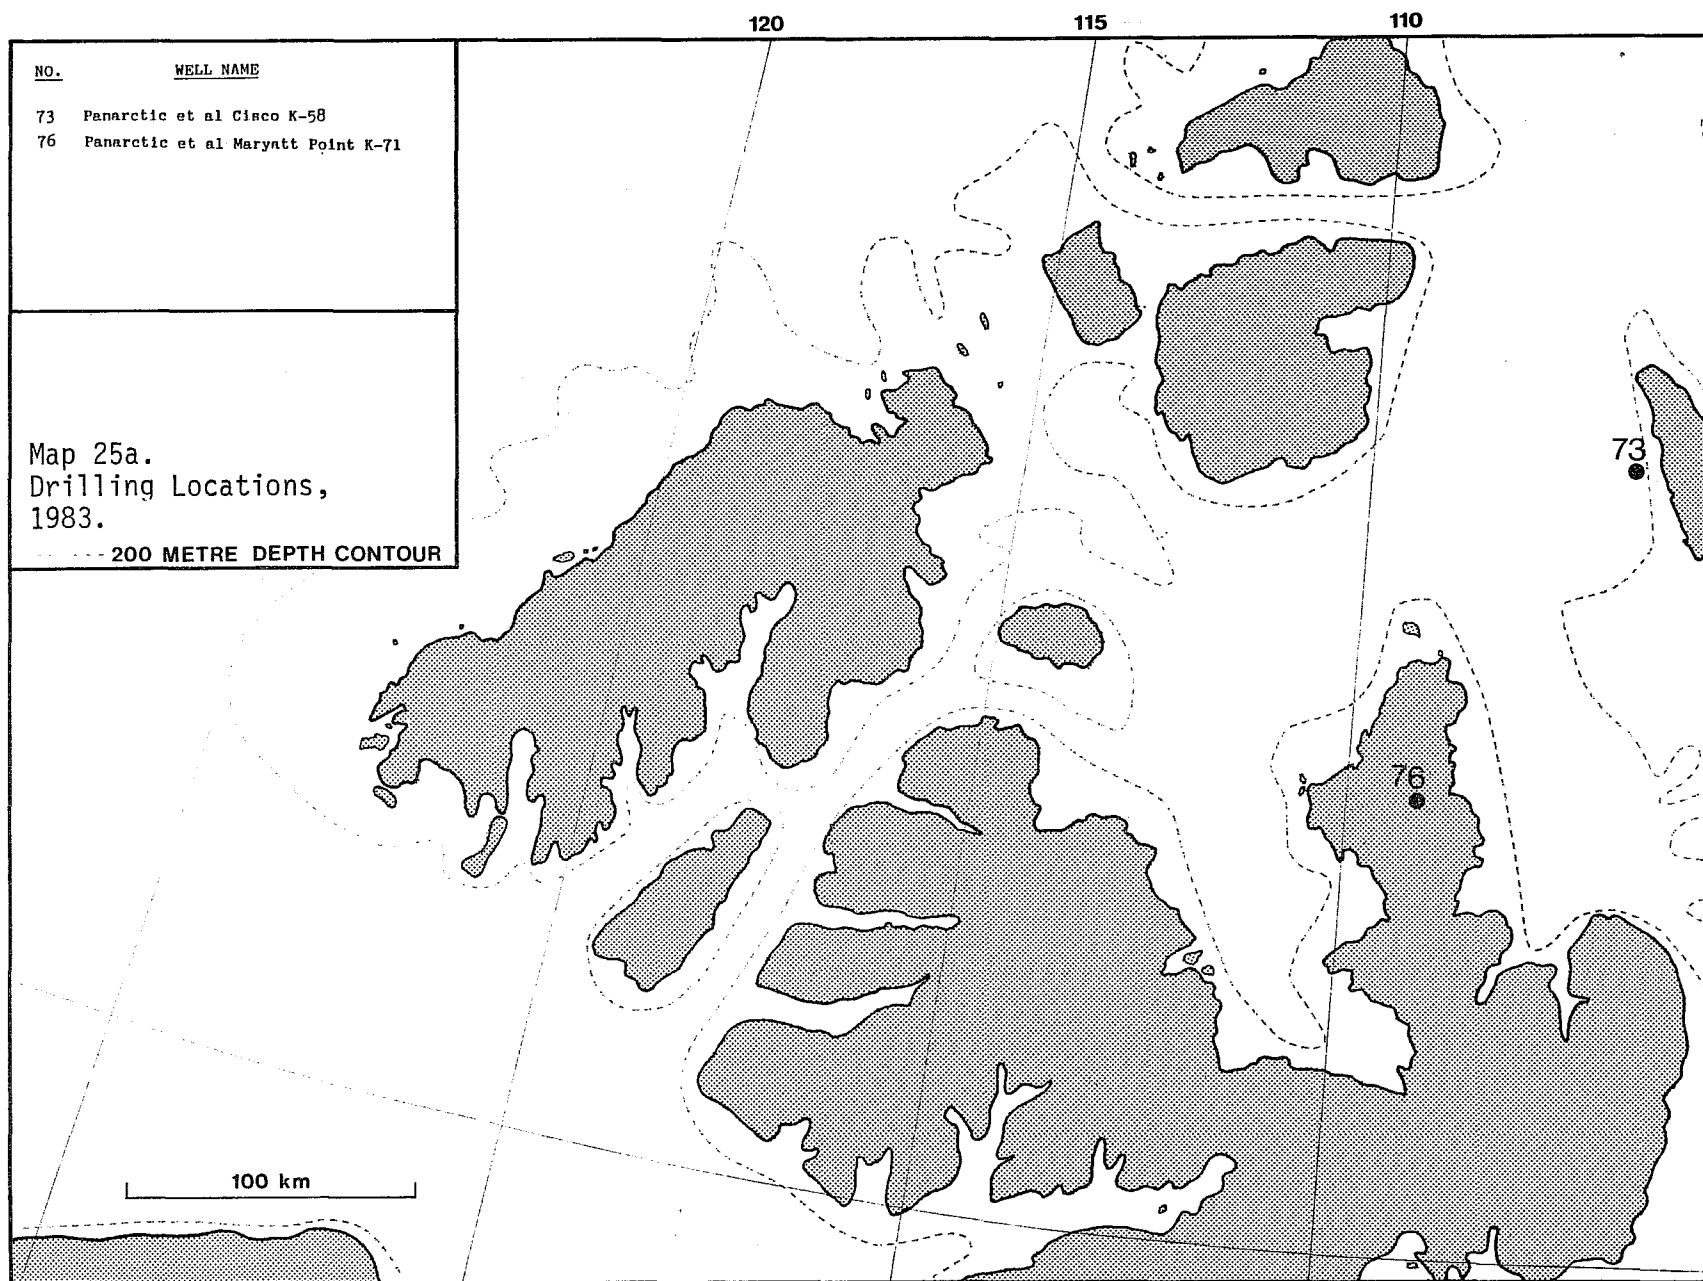 120 115 110
NO. WELL NAME
73 Panarctic et al Cisco K-58
76 Panarctic et al Maryatt Point K-71
Map 25a.
Drilling Locations,
1983.
200 METRE DEPTH CONTOUR
73
76
100 km